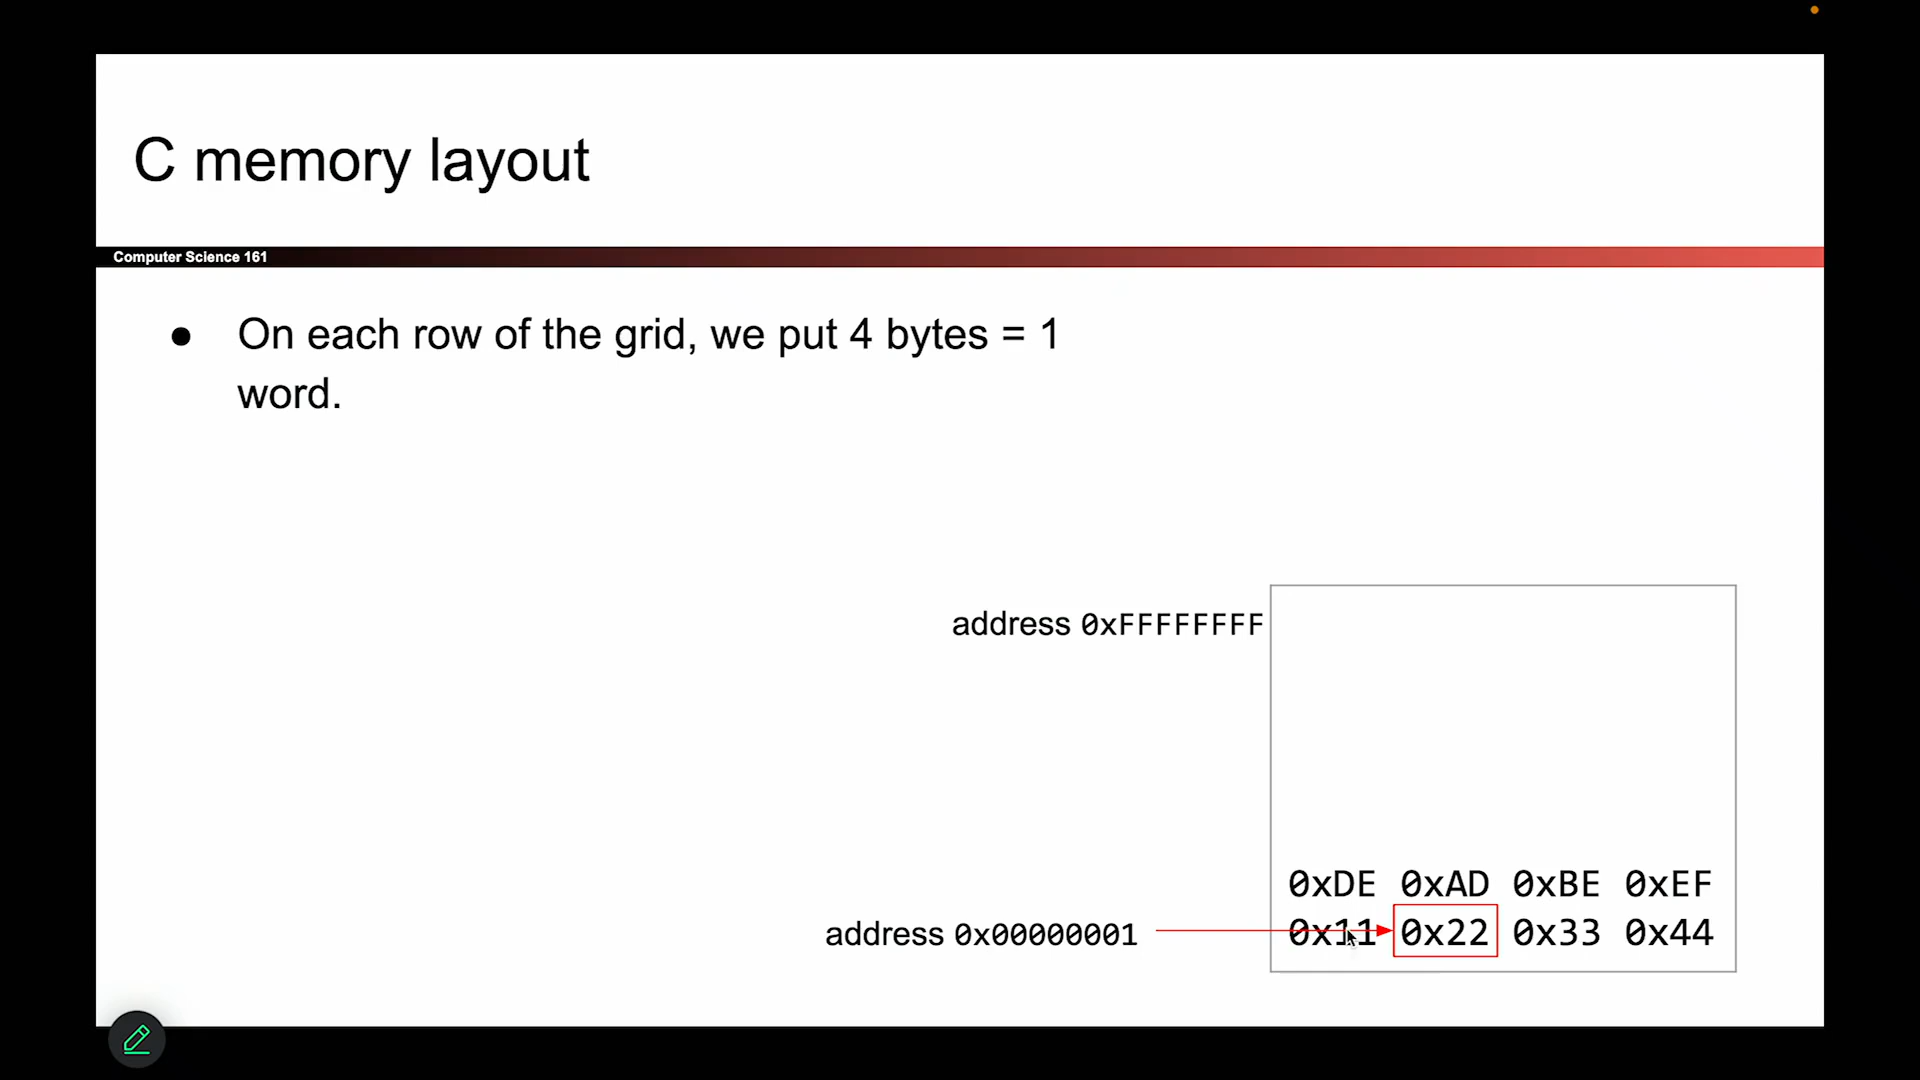 C memory layout
Computer Science 161
● On each row of the grid, we put 4 bytes = 1
word.
address 0xFFFFFFFF
0xDE 0xAD 0xBE 0xEF
address 0x00000001 0x11 0x22 0x33 0x44